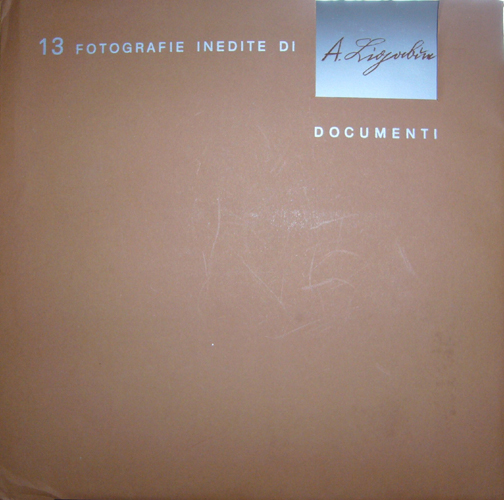 13 FOTOGRAFIE INEDITE DI
A. Ligabue
DOCUMENTI